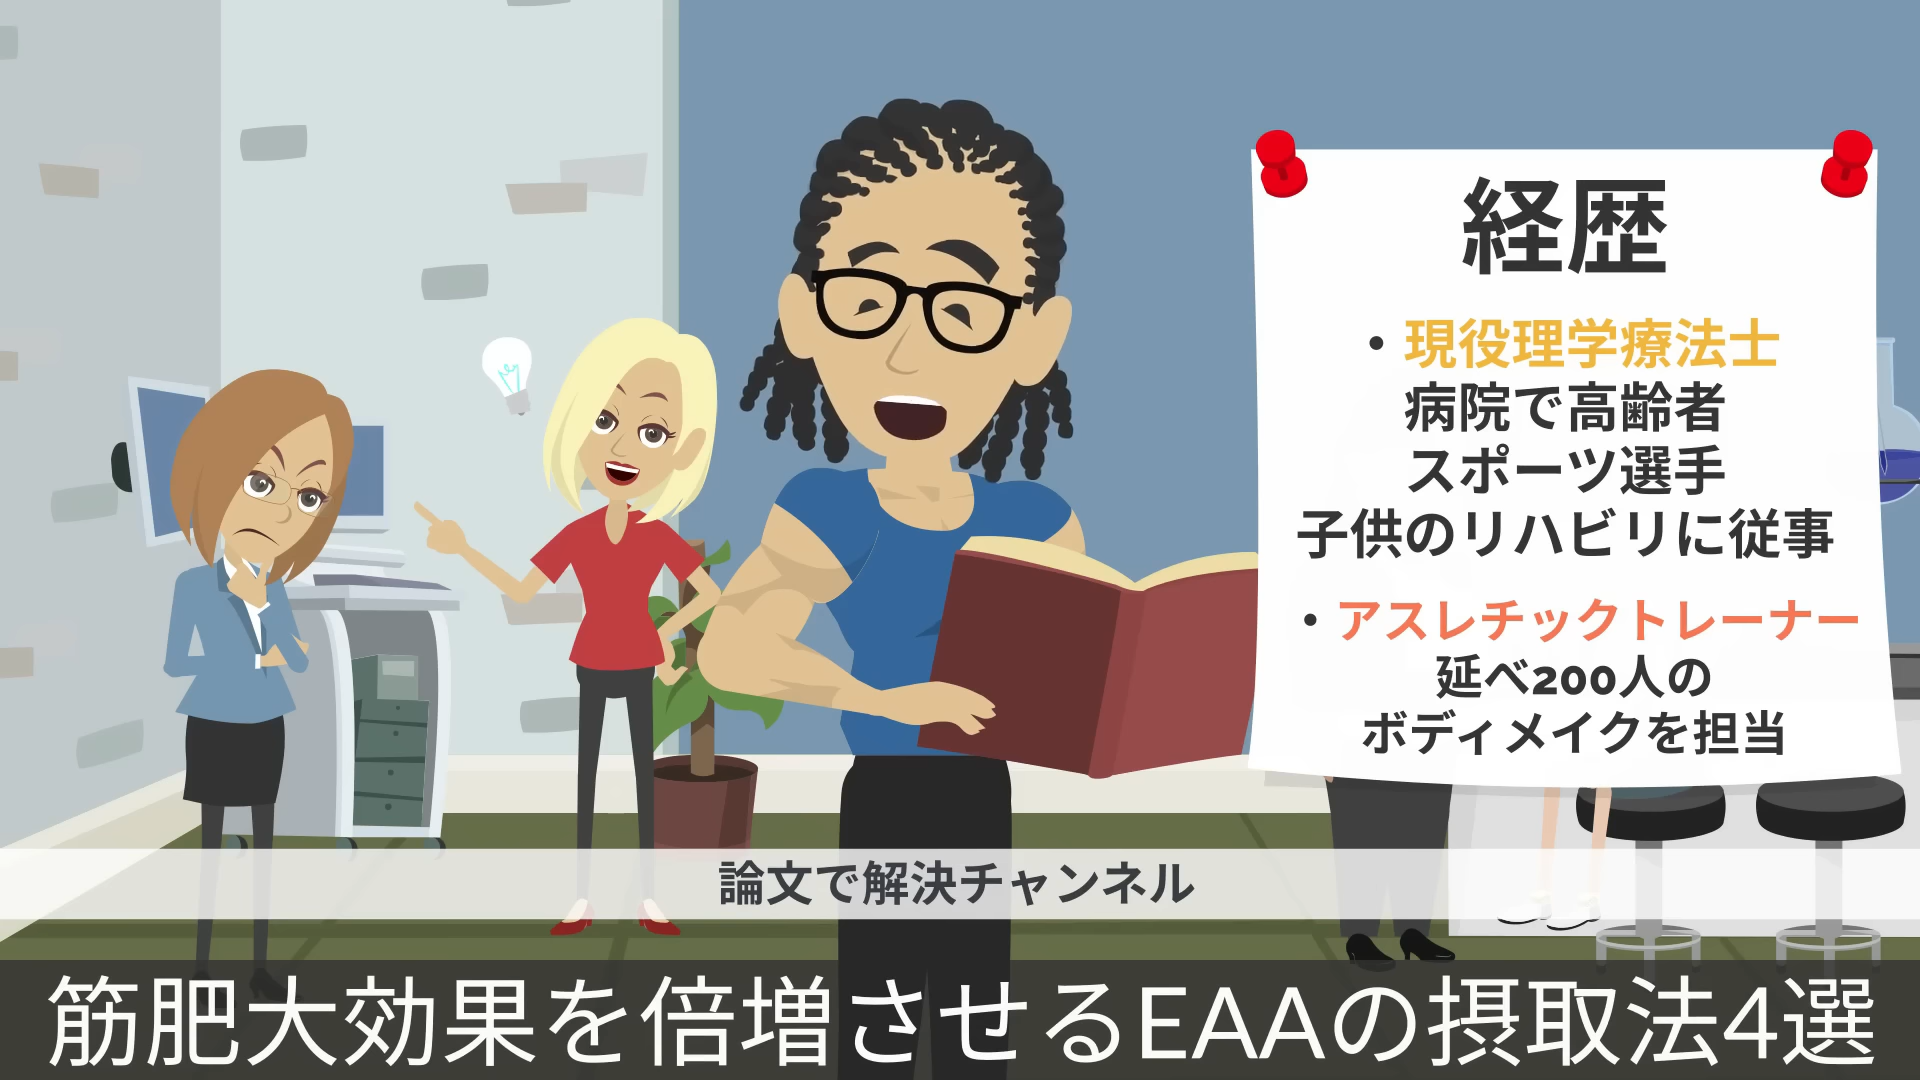 経歴
・現役理学療法士
病院で高齢者
スポーツ選手
子供のリハビリに従事
・アスレチックトレーナー
延べ200人の
ボディメイクを担当
論文で解決チャンネル
筋肥大効果を倍増させるEAAの摂取法4選